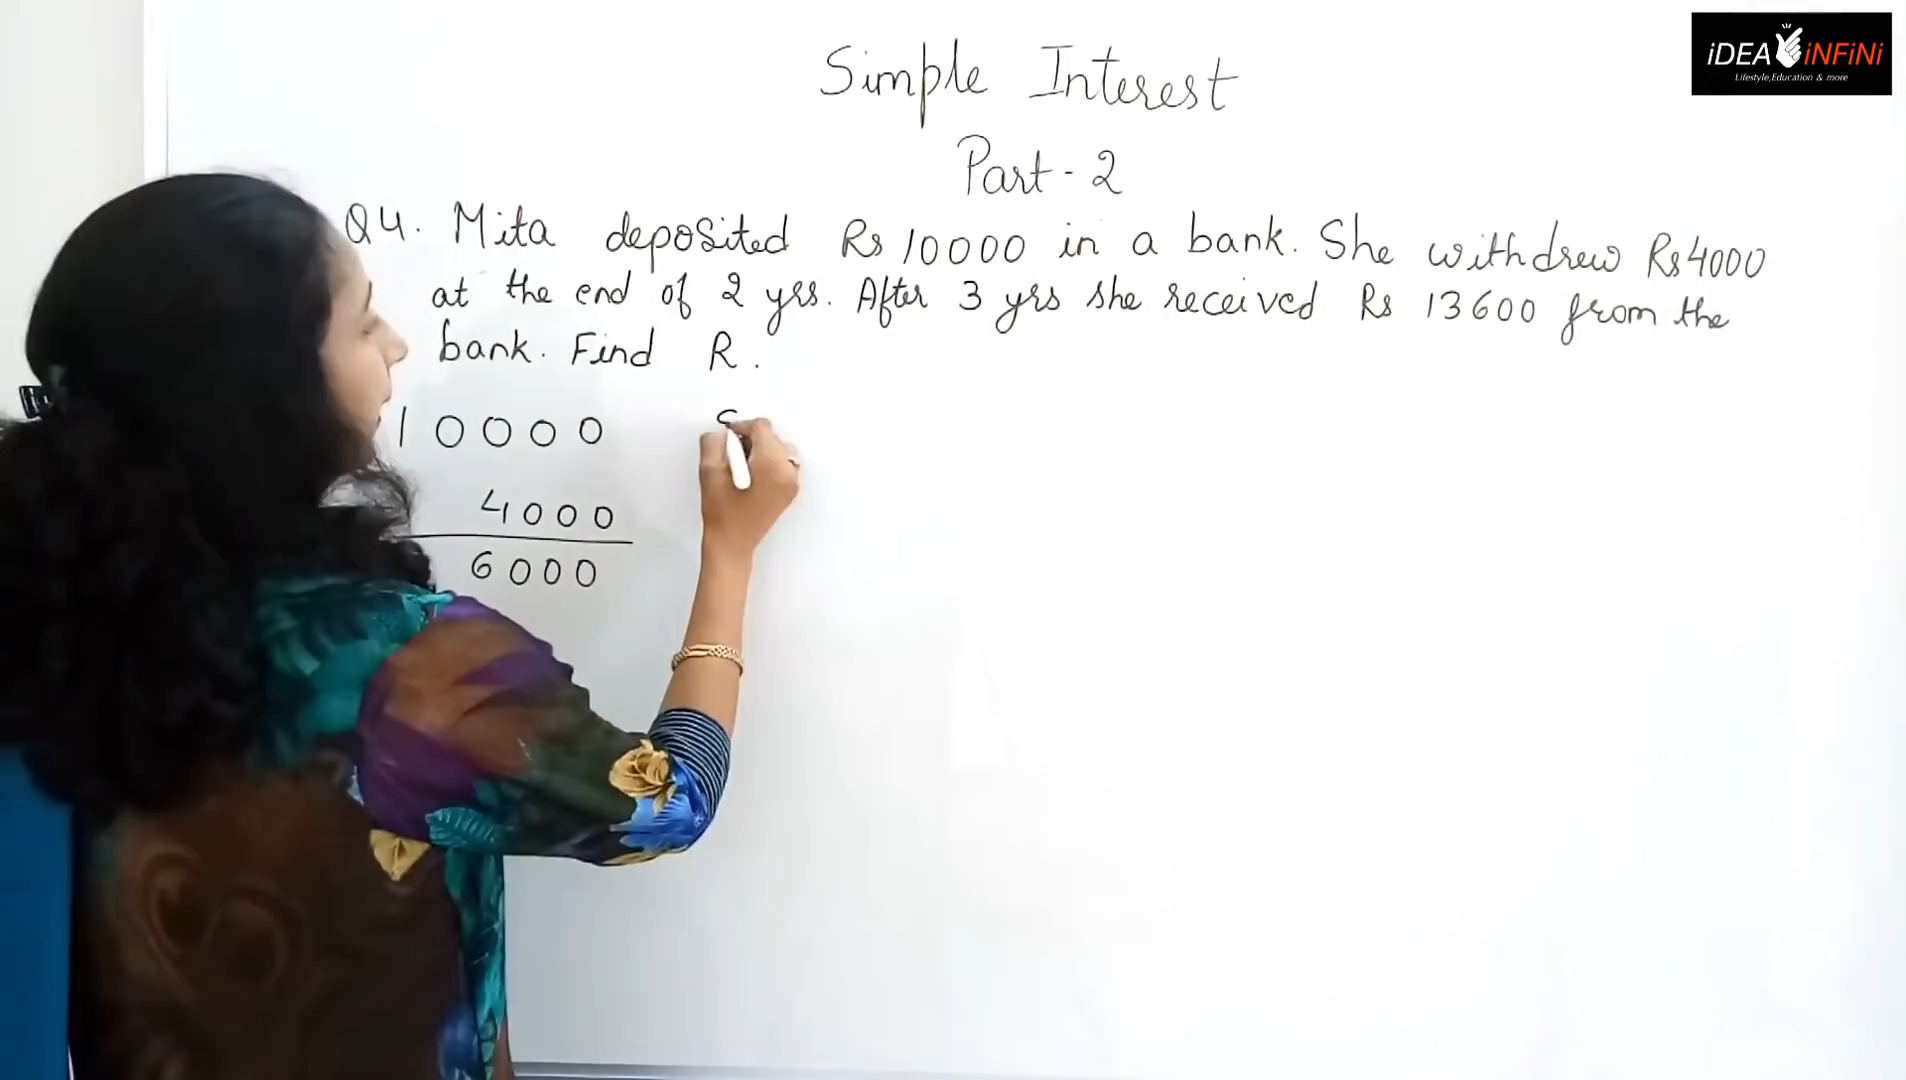 iDEA iNFiNi
Lifestyle,Education & more
Simple Interest
Part-2
Q4. Mita deposited Rs 10000 in a bank. She withdrew Rs 4000
at the end of 2 yrs. After 3 yrs she received Rs 13600 from the
bank. Find R.
10000
4000
6000